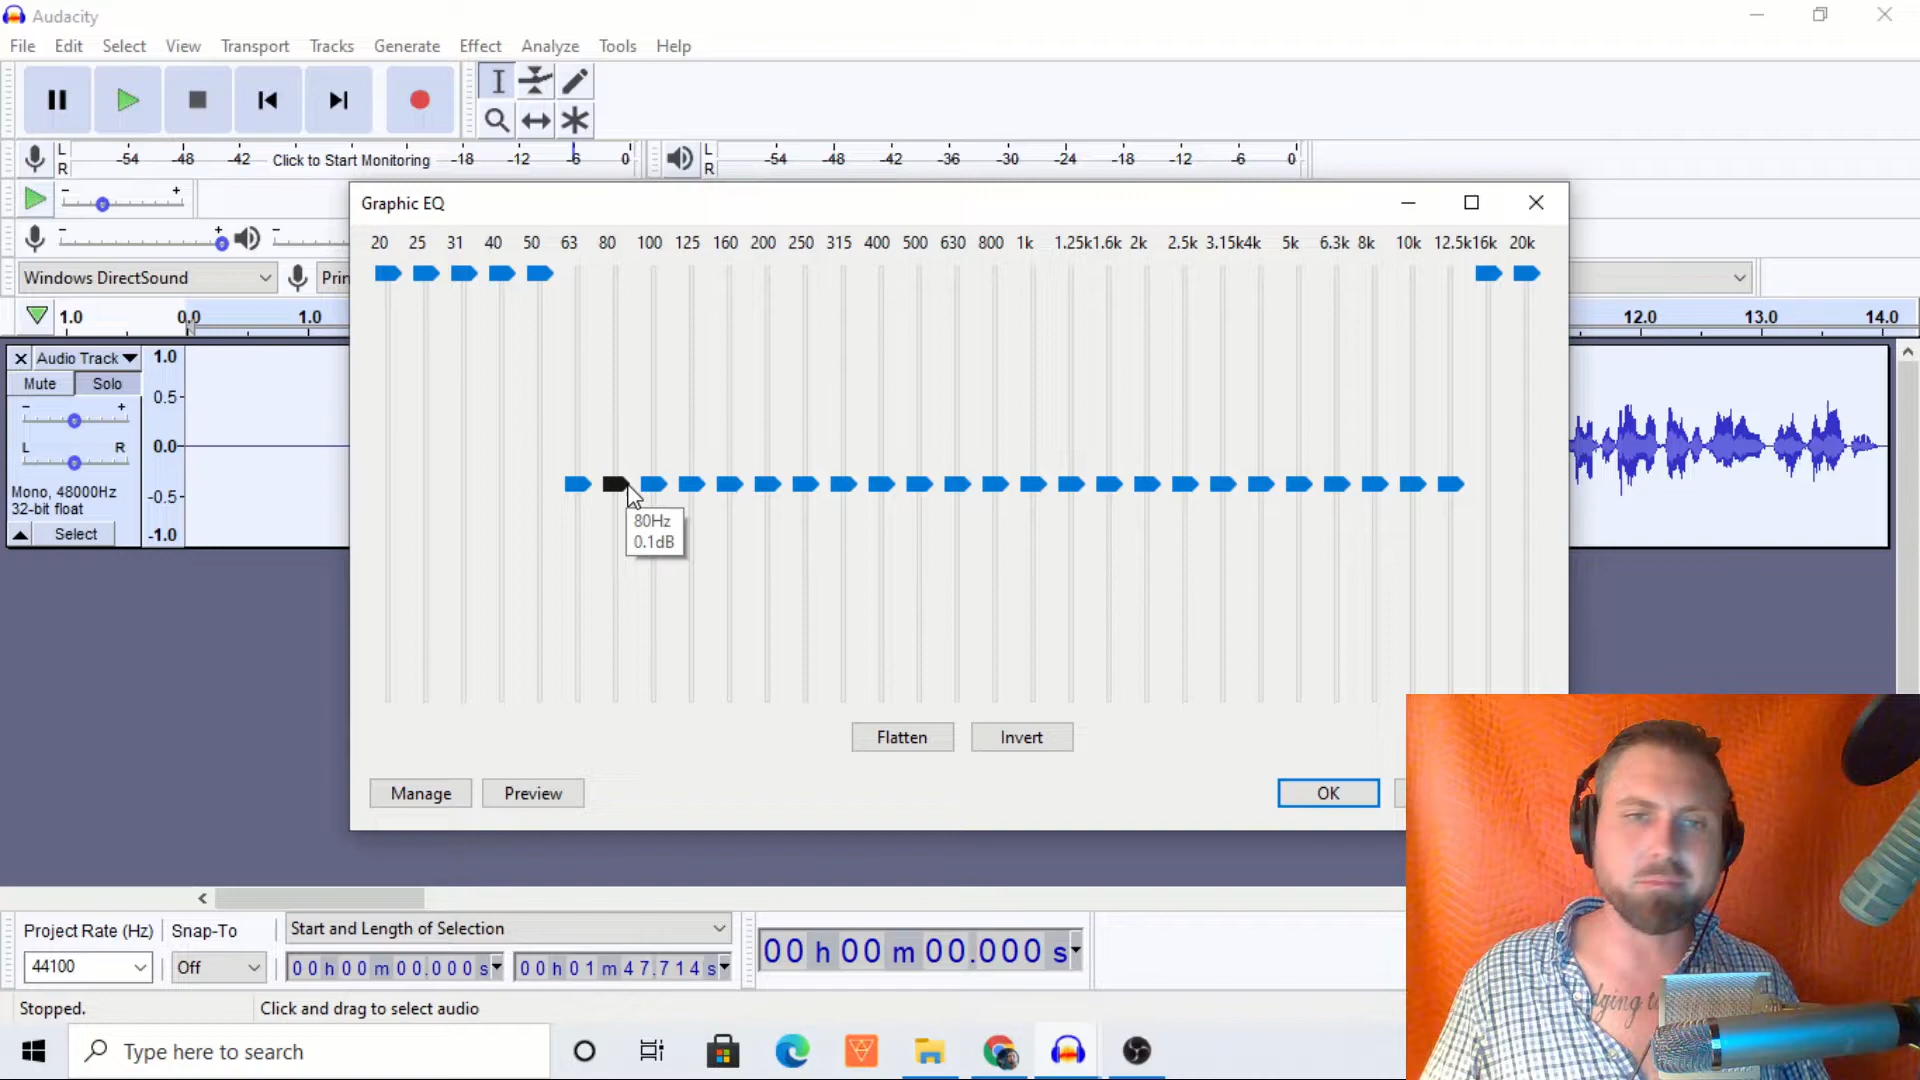 Audacity
File Edit Select View Transport Tracks Generate Effect Analyze Tools Help
L
R
-54 -48 -42 Click to Start Monitoring -18 -12 -6 0
L
R
-54 -48 -42 -36 -30 -24 -18 -12 -6 0
- +
- +
-
Windows DirectSound
Prin
1.0 0.0 1.0 12.0 13.0 14.0
Graphic EQ
20 25 31 40 50 63 80 100 125 160 200 250 315 400 500 630 800 1k 1.25k 1.6k 2k 2.5k 3.15k 4k 5k 6.3k 8k 10k 12.5k 16k 20k
80Hz
0.1dB
Flatten Invert
Manage Preview OK
Audio Track
Mute Solo
- +
L R
Mono, 48000Hz
32-bit float
Select
1.0
0.5-
0.0-
-0.5-
-1.0
Project Rate (Hz) Snap-To Start and Length of Selection
44100 Off 00 h 00 m 00.000 s 00 h 01 m 47.714 s
00 h 00 m 00.000 s
Stopped. Click and drag to select audio
Type here to search